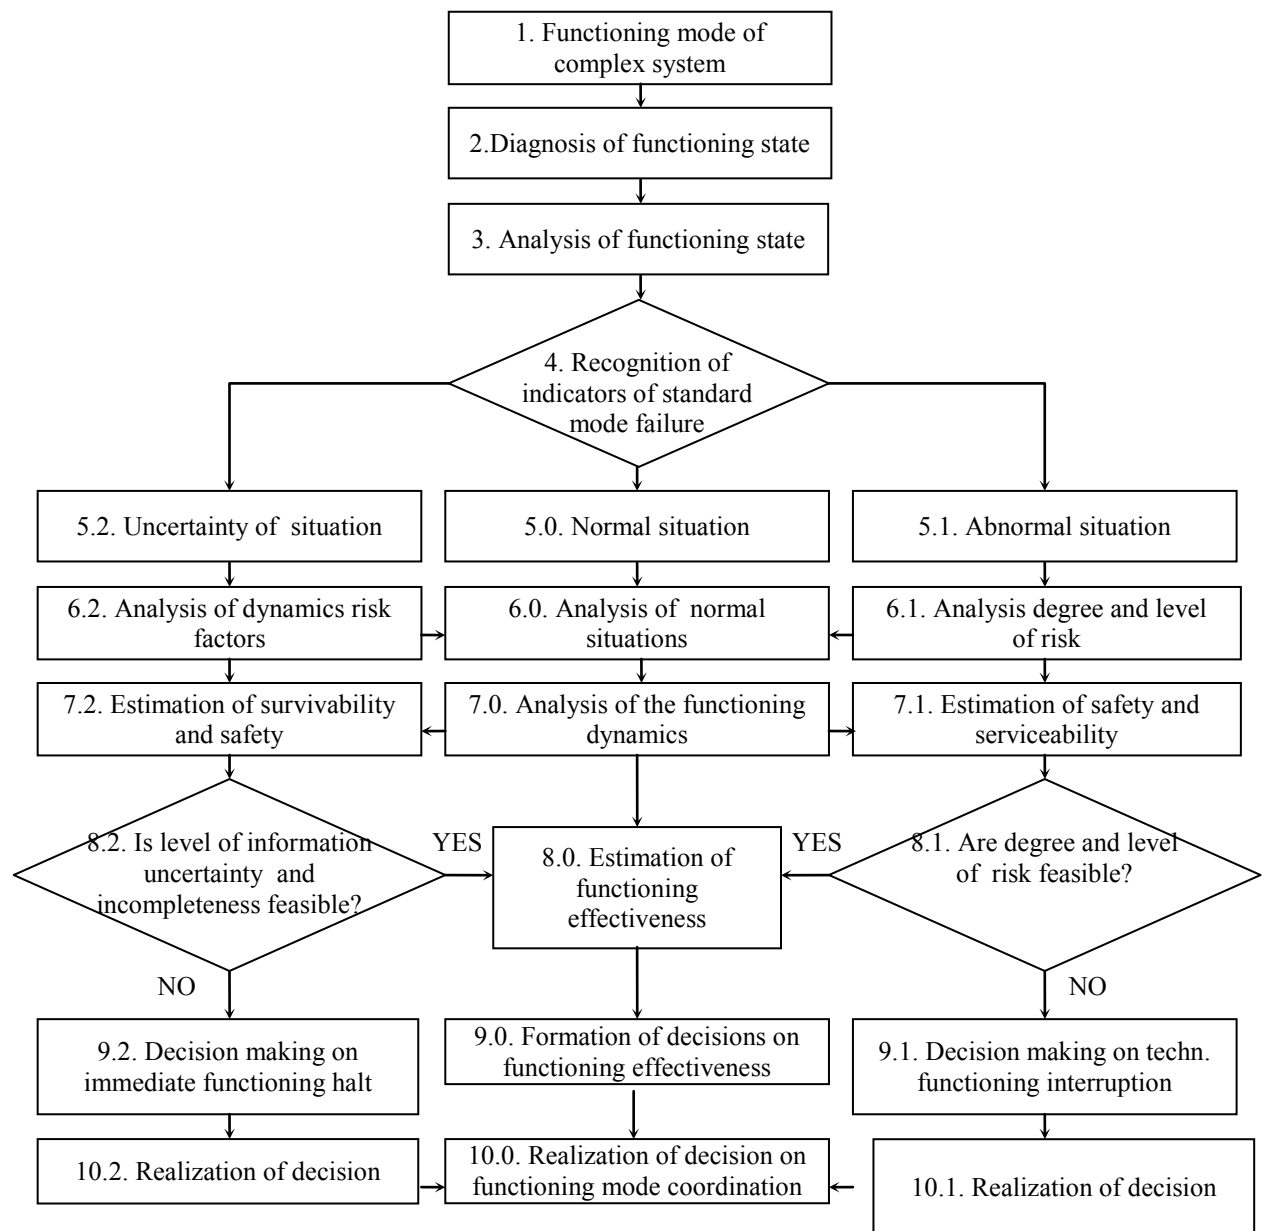 1. Functioning mode of
complex system
2.Diagnosis of functioning state
3. Analysis of functioning state
4. Recognition of
indicators of standard
mode failure
5.2. Uncertainty of situation
5.0. Normal situation
5.1. Abnormal situation
6.2. Analysis of dynamics risk
factors
6.0. Analysis of normal
situations
6.1. Analysis degree and level
of risk
7.2. Estimation of survivability
and safety
7.0. Analysis of the functioning
dynamics
7.1. Estimation of safety and
serviceability
8.2. Is level of information
uncertainty and
incompleteness feasible?
YES
8.0. Estimation of
functioning
effectiveness
YES
8.1. Are degree and level
of risk feasible?
NO
NO
9.2. Decision making on
immediate functioning halt
9.0. Formation of decisions on
functioning effectiveness
9.1. Decision making on techn.
functioning interruption
10.2. Realization of decision
10.0. Realization of decision on
functioning mode coordination
10.1. Realization of decision